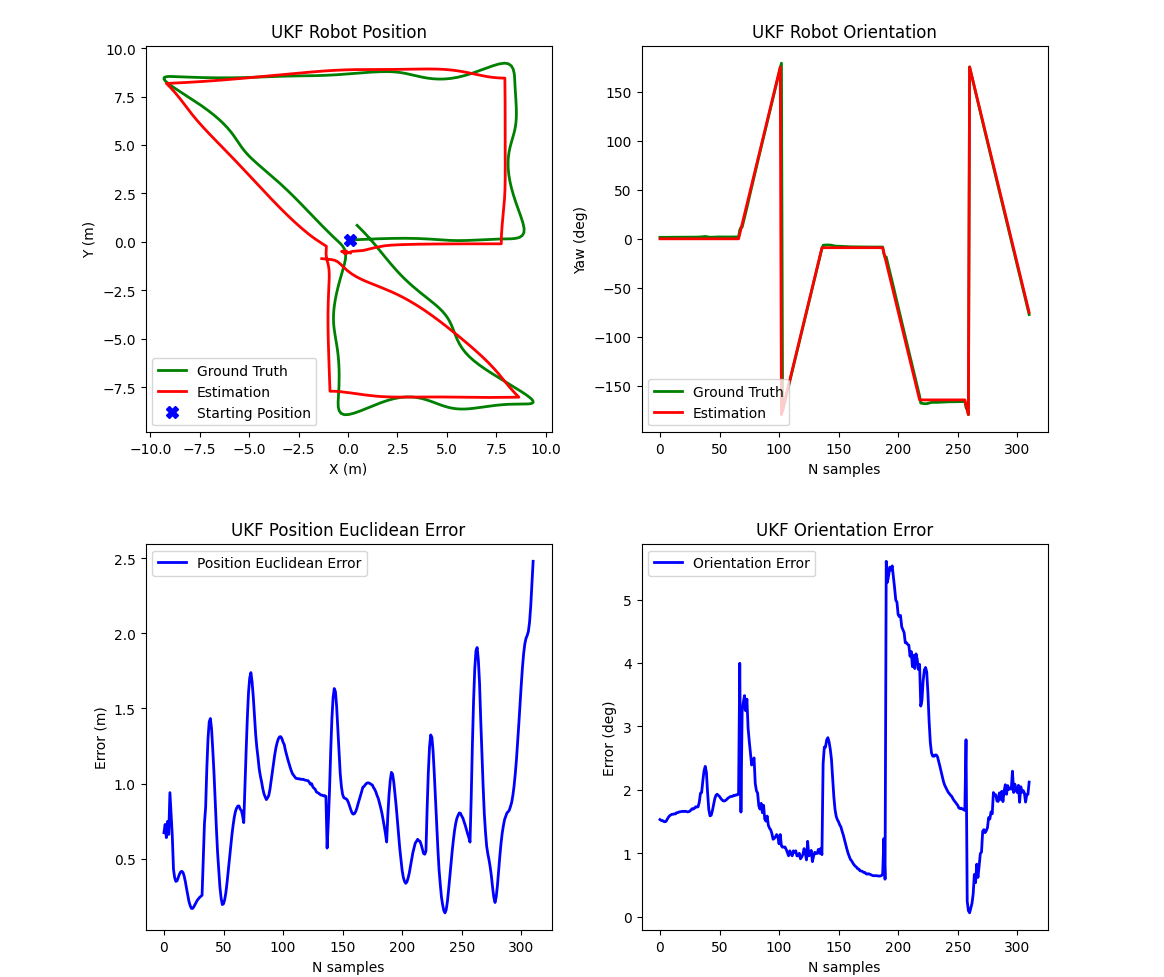 UKF Robot Position
10.0
7.5
5.0
2.5
0.0
−2.5
−5.0
−7.5
Y (m)
Ground Truth
Estimation
Starting Position
−10.0 −7.5 −5.0 −2.5 0.0 2.5 5.0 7.5 10.0
X (m)
UKF Robot Orientation
150
100
50
0
−50
−100
−150
Yaw (deg)
Ground Truth
Estimation
0 50 100 150 200 250 300
N samples
UKF Position Euclidean Error
Position Euclidean Error
2.5
2.0
1.5
1.0
0.5
Error (m)
0 50 100 150 200 250 300
N samples
UKF Orientation Error
Orientation Error
5
4
3
2
1
0
Error (deg)
0 50 100 150 200 250 300
N samples